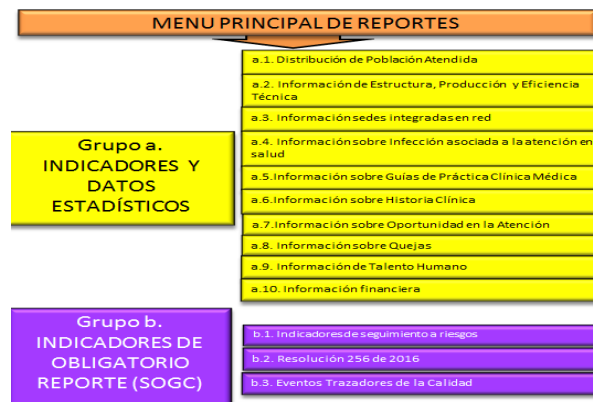 MENU PRINCIPAL DE REPORTES
Grupo a.
INDICADORES Y
DATOS
ESTADÍSTICOS
a.1. Distribución de Población Atendida
a.2. Información de Estructura, Producción y Eficiencia
Técnica
a.3. Información sedes integradas en red
a.4. Información sobre Infección asociada a la atención en
salud
a.5.Información sobre Guías de Práctica Clínica Médica
a.6.Información sobre Historia Clínica
a.7.Información sobre Oportunidad en la Atención
a.8. Información sobre Quejas
a.9. Información de Talento Humano
a.10. Información financiera
Grupo b.
INDICADORES DE
OBLIGATORIO
REPORTE (SOGC)
b.1. Indicadores de seguimiento a riesgos
b.2. Resolución 256 de 2016
b.3. Eventos Trazadores de la Calidad